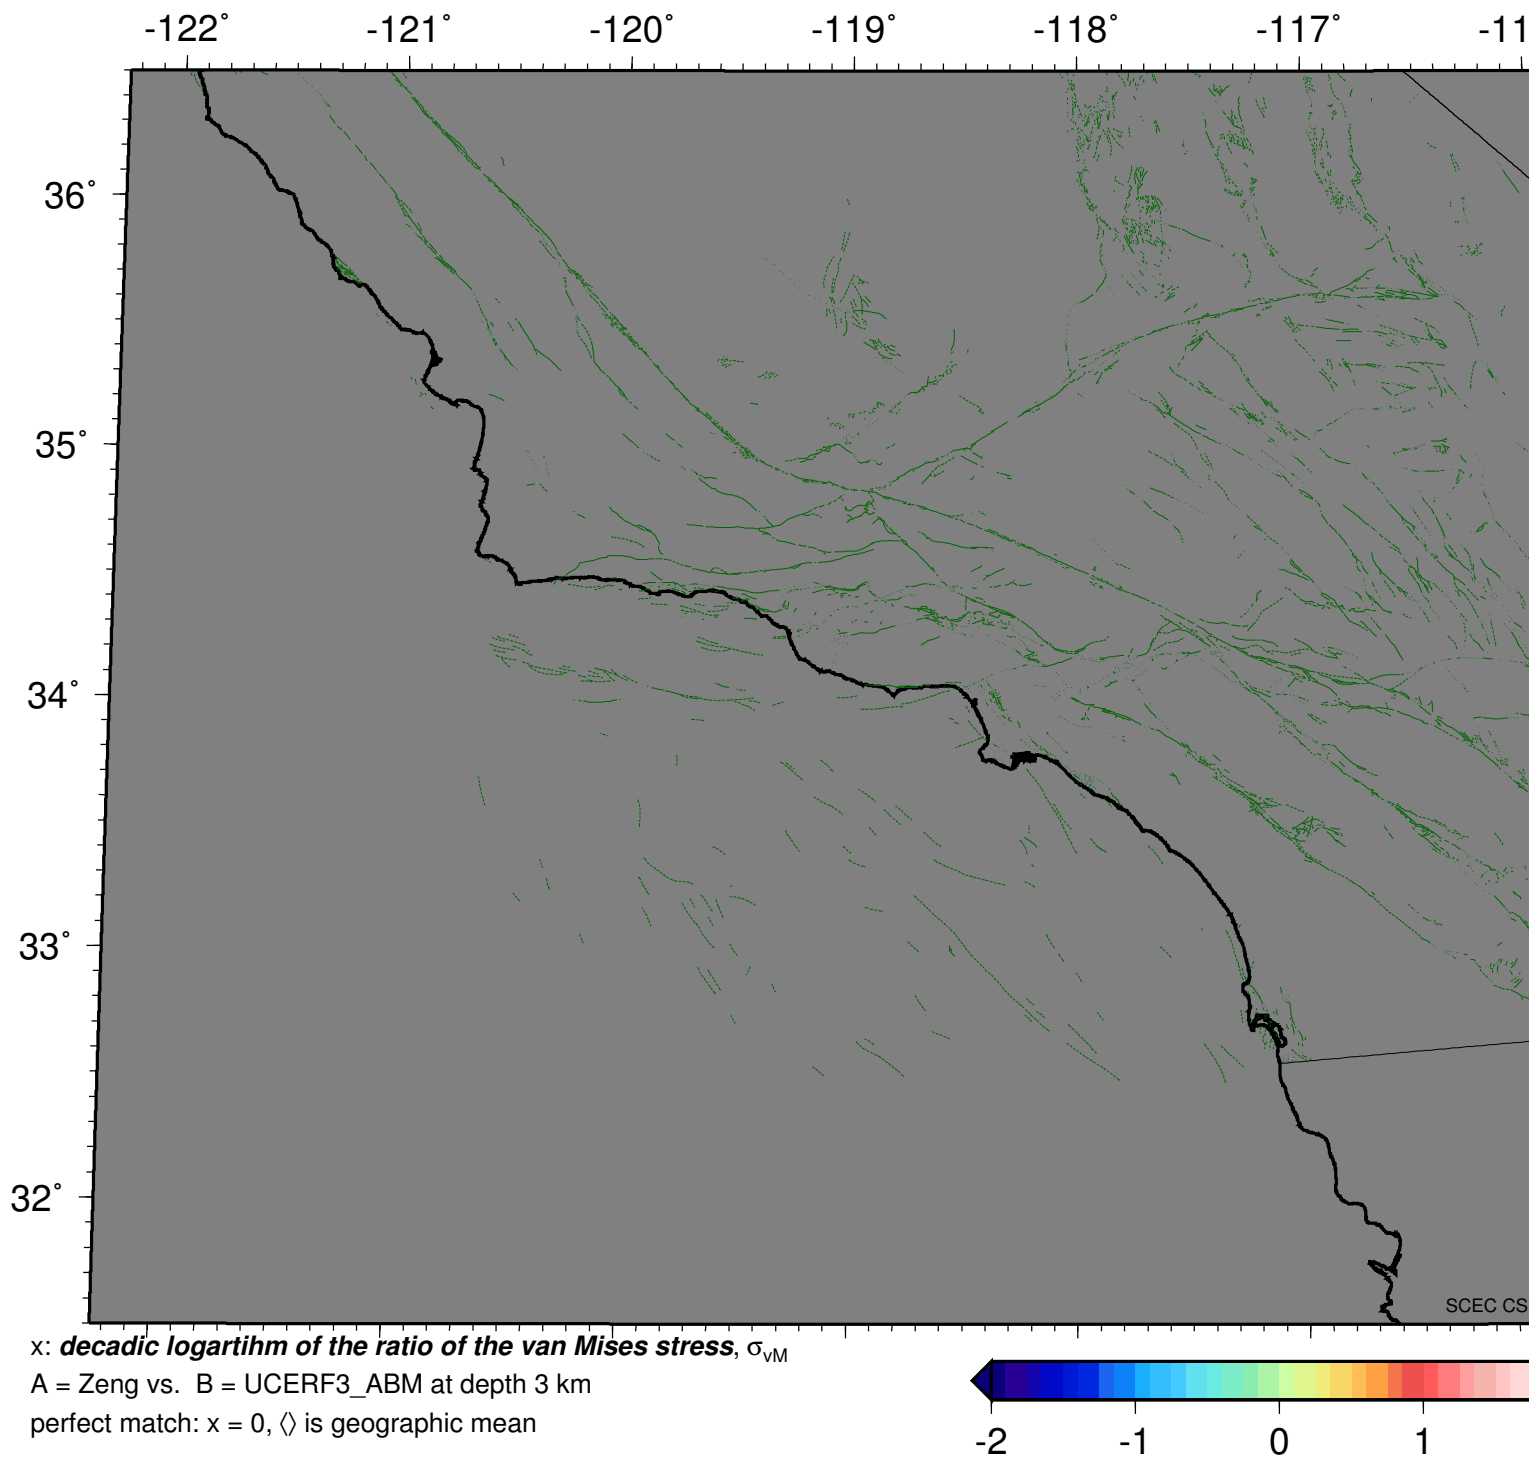 -122° -121° -120° -119° -118° -117° -11
36°
35°
34°
33°
32°
SCEC CS
x: decadic logartihm of the ratio of the van Mises stress, σvM
A = Zeng vs. B = UCERF3_ABM at depth 3 km
perfect match: x = 0, ⟨⟩ is geographic mean
-2 -1 0 1